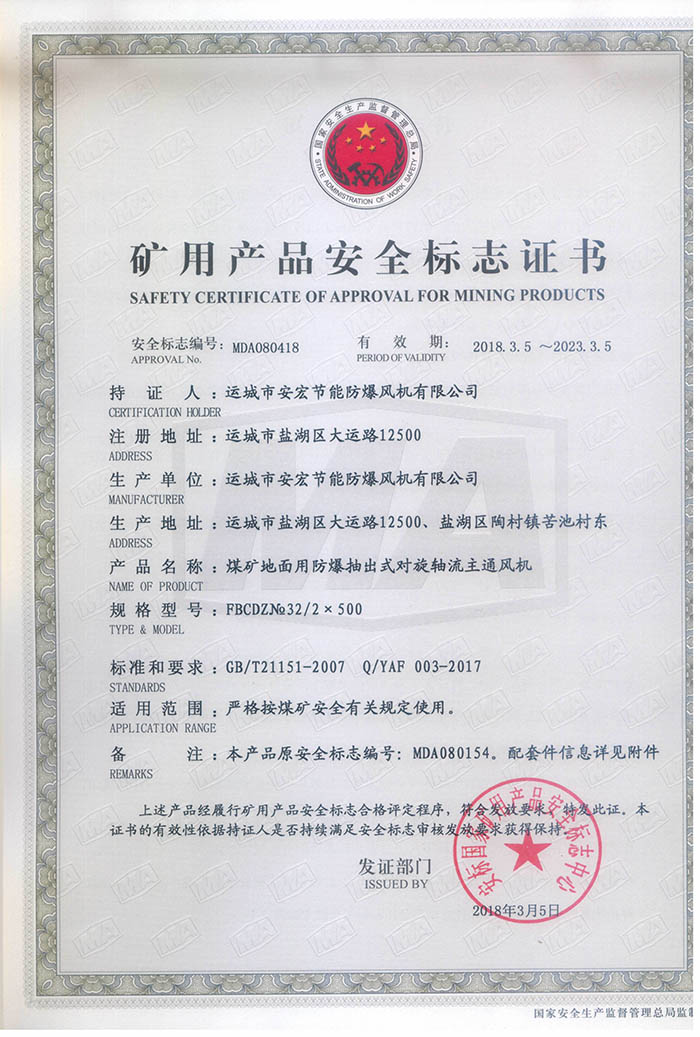 国家安全生产监督管理总局
STATE ADMINISTRATION OF WORK SAFETY
矿用产品安全标志证书
SAFETY CERTIFICATE OF APPROVAL FOR MINING PRODUCTS
安全标志编号: MDA080418 有效期: 2018.3.5 ~2023.3.5
APPROVAL No. PERIOD OF VALIDITY
持证人: 运城市安宏节能防爆风机有限公司
CERTIFICATION HOLDER
注册地址: 运城市盐湖区大运路12500
ADDRESS
生产单位: 运城市安宏节能防爆风机有限公司
MANUFACTURER
生产地址: 运城市盐湖区大运路12500、盐湖区陶村镇苦池村东
ADDRESS
产品名称: 煤矿地面用防爆抽出式对旋轴流主通风机
NAME OF PRODUCT
规格型号: FBCDZ№32/2×500
TYPE & MODEL
标准和要求: GB/T21151-2007 Q/YAF 003-2017
STANDARDS
适用范围: 严格按煤矿安全有关规定使用。
APPLICATION RANGE
备注: 本产品原安全标志编号: MDA080154。配套件信息详见附件
REMARKS
上述产品经履行矿用产品安全标志合格评定程序，符合发放要求，特发此证。本
证书的有效性依据持证人是否持续满足安全标志审核发放要求获得保持。
发证部门
ISSUED BY
安标国家矿用产品安全标志中心
2018年3月5日
国家安全生产监督管理总局监制
MA